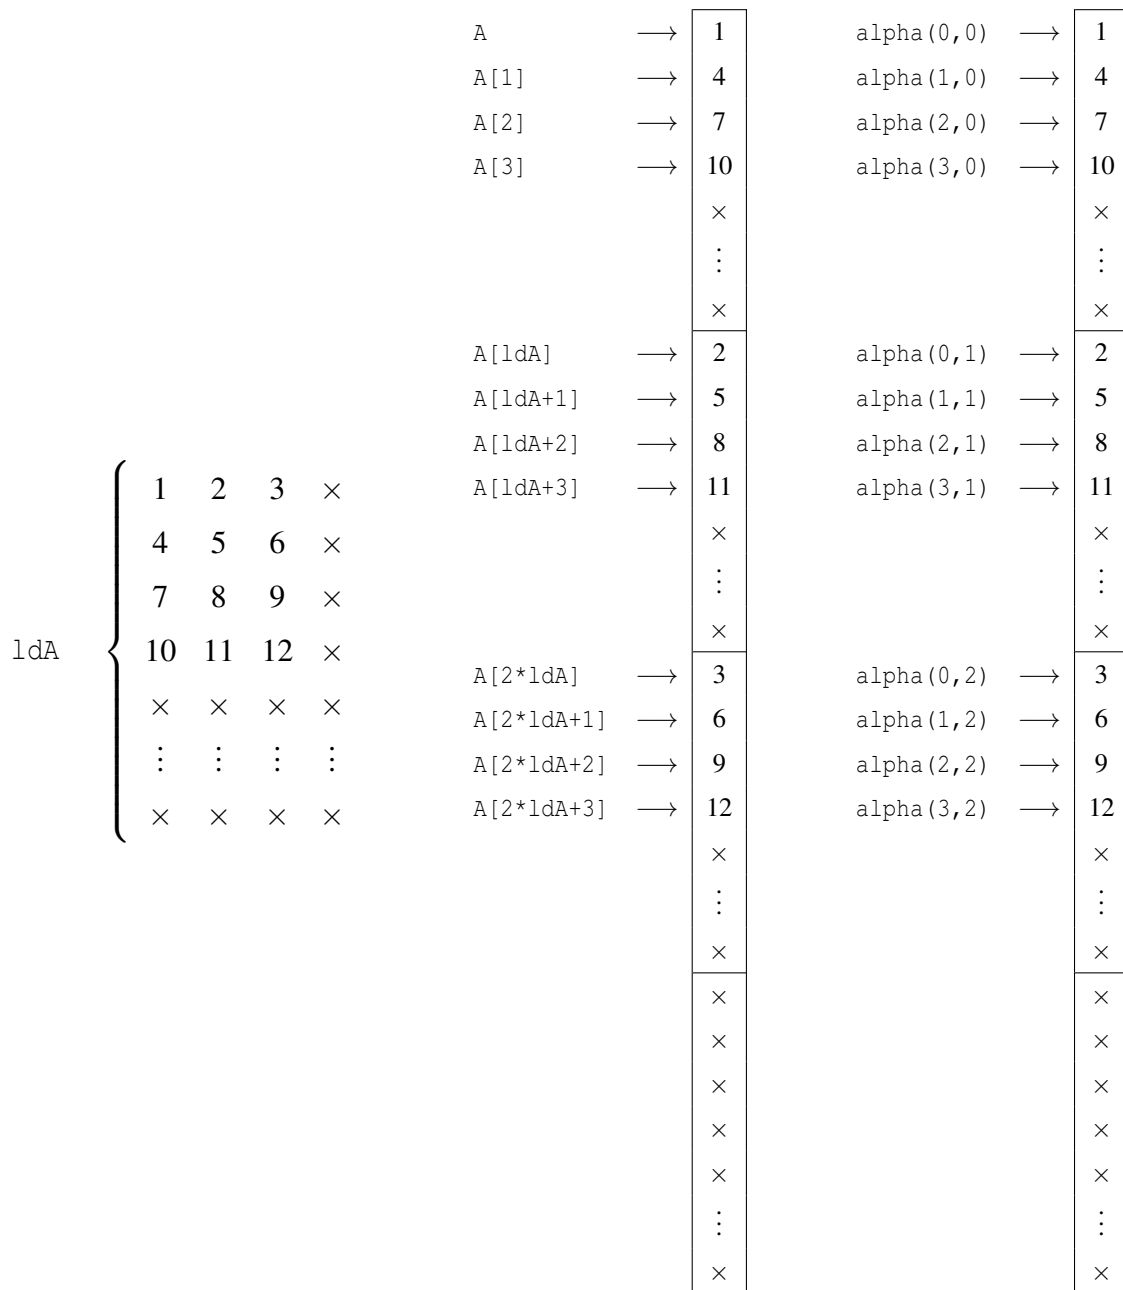 A ⟶ 1 alpha(0,0) ⟶ 1
A[1] ⟶ 4 alpha(1,0) ⟶ 4
A[2] ⟶ 7 alpha(2,0) ⟶ 7
A[3] ⟶ 10 alpha(3,0) ⟶ 10
× ×
⋮ ⋮
× ×
A[ldA] ⟶ 2 alpha(0,1) ⟶ 2
A[ldA+1] ⟶ 5 alpha(1,1) ⟶ 5
A[ldA+2] ⟶ 8 alpha(2,1) ⟶ 8
A[ldA+3] ⟶ 11 alpha(3,1) ⟶ 11
× ×
⋮ ⋮
× ×
A[2*ldA] ⟶ 3 alpha(0,2) ⟶ 3
A[2*ldA+1] ⟶ 6 alpha(1,2) ⟶ 6
A[2*ldA+2] ⟶ 9 alpha(2,2) ⟶ 9
A[2*ldA+3] ⟶ 12 alpha(3,2) ⟶ 12
× ×
⋮ ⋮
× ×
× ×
× ×
× ×
× ×
× ×
⋮ ⋮
× ×
ldA
1 2 3 ×
4 5 6 ×
7 8 9 ×
10 11 12 ×
× × × ×
⋮ ⋮ ⋮ ⋮
× × × ×